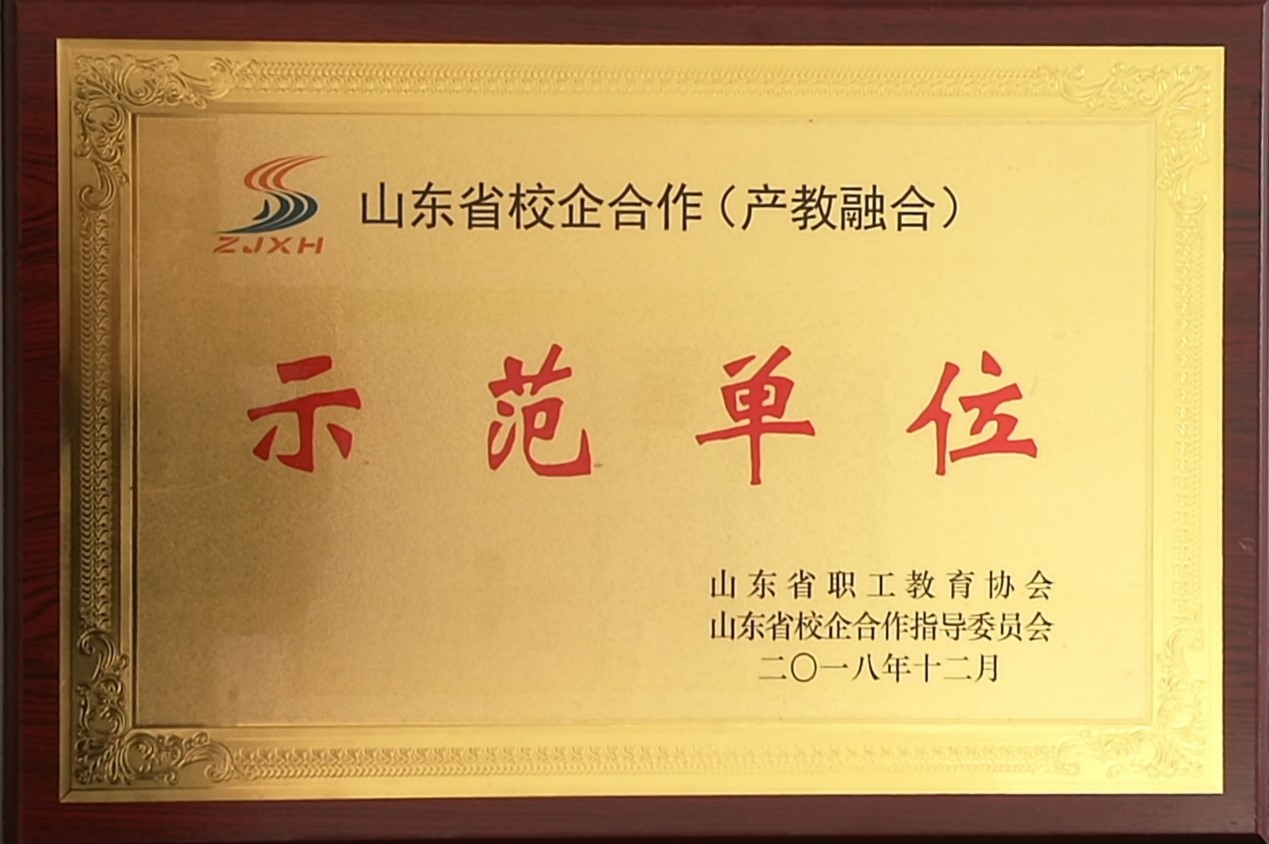 ZJXH
山东省校企合作（产教融合）
示范单位
山东省职工教育协会
山东省校企合作指导委员会
二〇一八年十二月